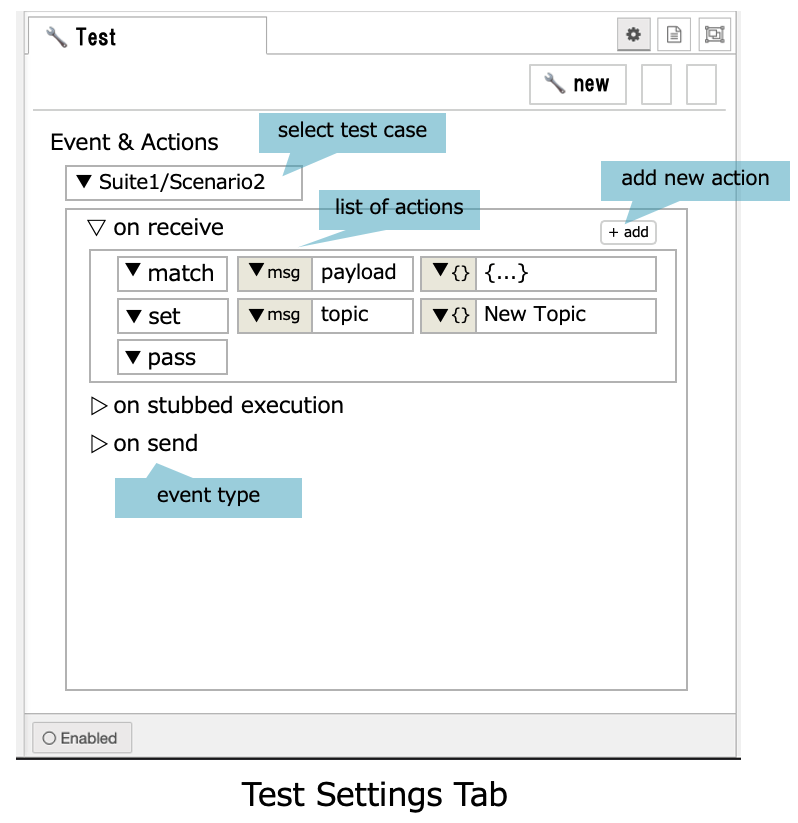 Test
new
select test case
Event & Actions
▼ Suite1/Scenario2
add new action
list of actions
▽ on receive
+ add
▼ match ▼ msg payload ▼ {} {...}
▼ set ▼ msg topic ▼ {} New Topic
▼ pass
▷ on stubbed execution
▷ on send
event type
Enabled
Test Settings Tab